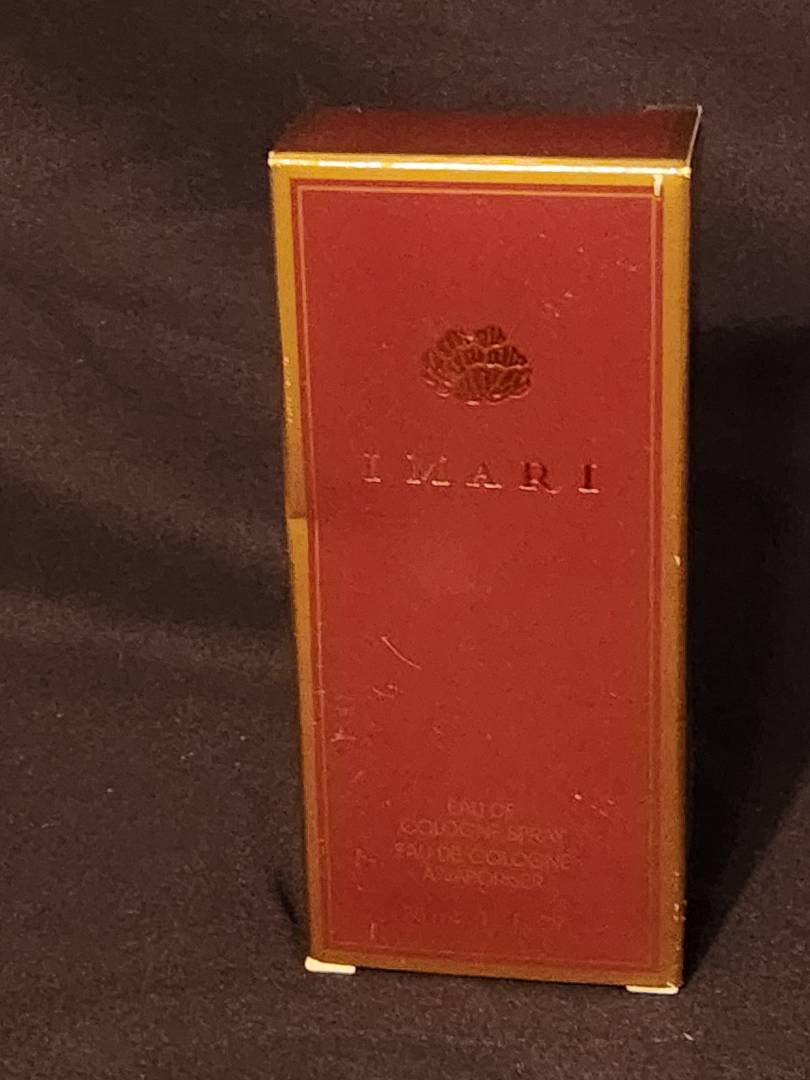 IMARI
EAU DE
COLOGNE SPRAY
EAU DE COLOGNE
À VAPORISER